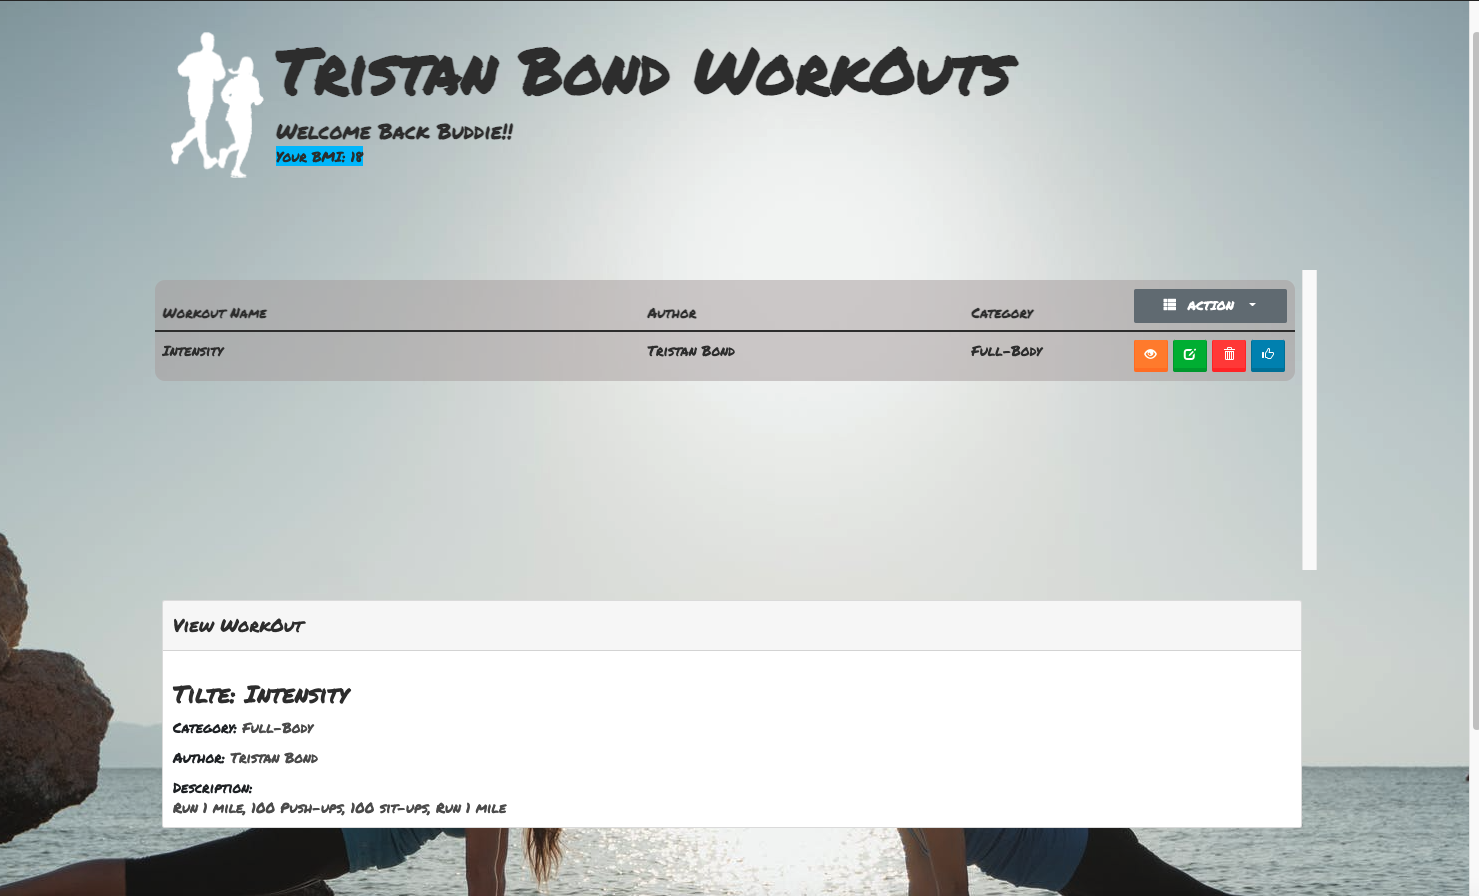 Tristan Bond WorkOuts
Welcome Back Buddie!!
Your BMI: 18
Workout Name Author Category ACTION
Intensity Tristan Bond Full-Body
View WorkOut
Tilte: Intensity
Category: Full-Body
Author: Tristan Bond
Description:
Run 1 mile, 100 Push-ups, 100 sit-ups, Run 1 mile